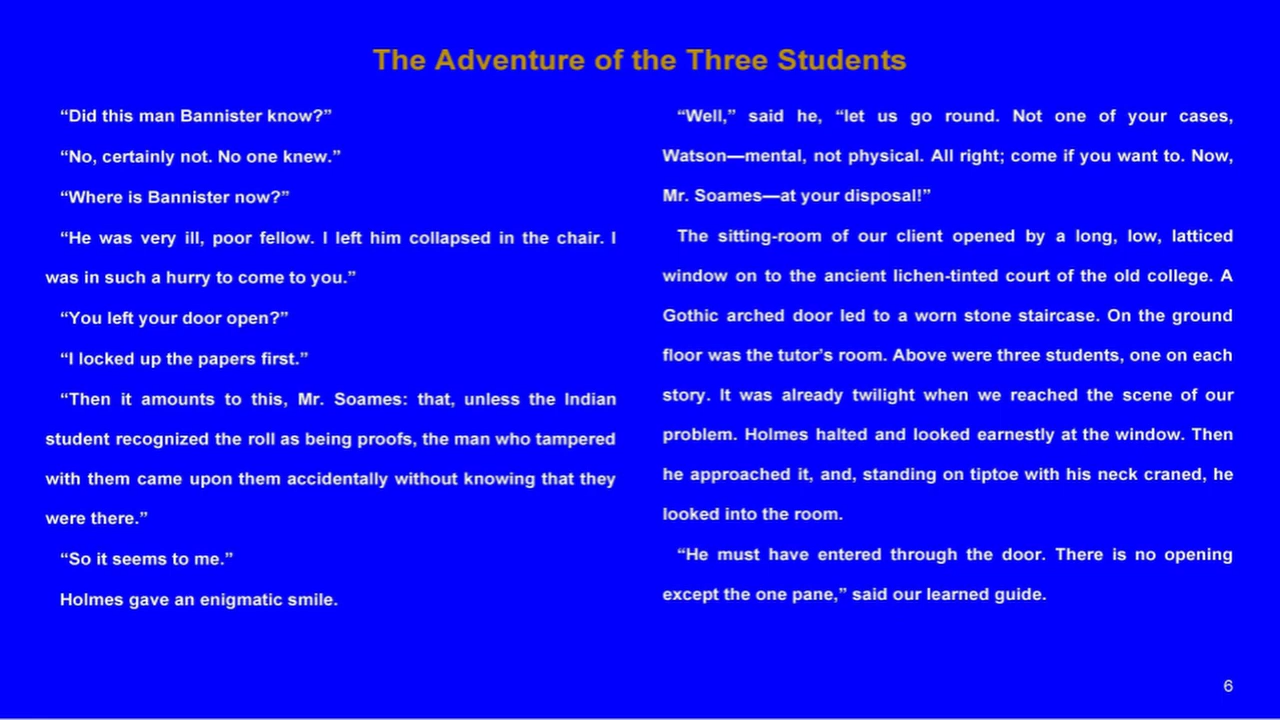 The Adventure of the Three Students
“Did this man Bannister know?”
“No, certainly not. No one knew.”
“Where is Bannister now?”
“He was very ill, poor fellow. I left him collapsed in the chair. I
was in such a hurry to come to you.”
“You left your door open?”
“I locked up the papers first.”
“Then it amounts to this, Mr. Soames: that, unless the Indian
student recognized the roll as being proofs, the man who tampered
with them came upon them accidentally without knowing that they
were there.”
“So it seems to me.”
Holmes gave an enigmatic smile.
“Well,” said he, “let us go round. Not one of your cases,
Watson—mental, not physical. All right; come if you want to. Now,
Mr. Soames—at your disposal!”
The sitting-room of our client opened by a long, low, latticed
window on to the ancient lichen-tinted court of the old college. A
Gothic arched door led to a worn stone staircase. On the ground
floor was the tutor’s room. Above were three students, one on each
story. It was already twilight when we reached the scene of our
problem. Holmes halted and looked earnestly at the window. Then
he approached it, and, standing on tiptoe with his neck craned, he
looked into the room.
“He must have entered through the door. There is no opening
except the one pane,” said our learned guide.
6